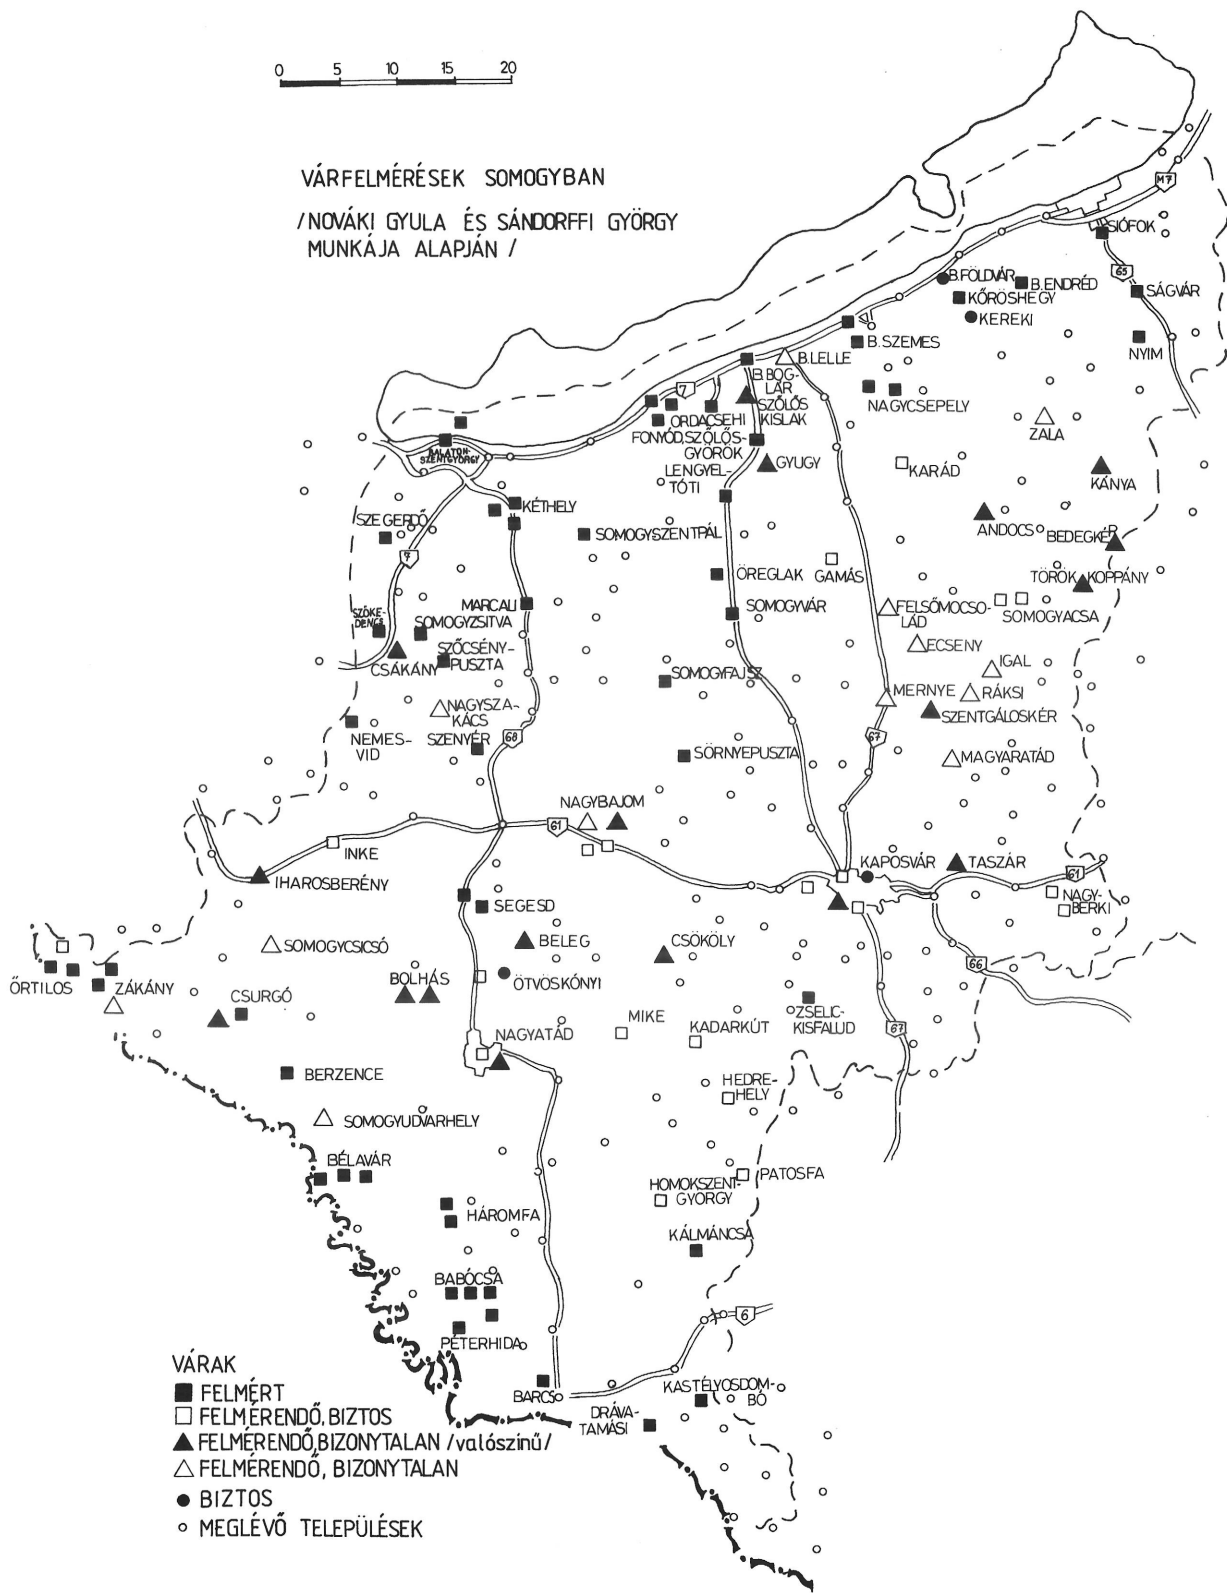 0 5 10 15 20
VÁRFELMÉRÉSEK SOMOGYBAN
/NOVÁKI GYULA ÉS SÁNDORFFI GYÖRGY
MUNKÁJA ALAPJÁN /
M7
SIÓFOK
65
B.FÖLDVÁR
B.ENDRÉD
SÁGVÁR
KŐRÖSHEGY
KEREKI
B.SZEMES
NYIM
B.LELLE
7
B.BOG-
LÁR
SZŐLŐS
KISLAK
NAGYCSEPELY
ORDACSEHI
FONYÓD,SZŐLŐS-
GYÖRÖK
ZALA
BALATON-
SZENTGYÖRGY
LENGYEL-
TÓTI
GYUGY
KARÁD
KÁNYA
KÉTHELY
SZEGERDŐ
SOMOGYSZENTPÁL
ANDOCS
BEDEGKÉR
7
GAMÁS
ÖREGLAK
TÖRÖK KOPPÁNY
MARCALI
SOMOGYVÁR
FELSŐMOCSO-
LÁD
SOMOGYACSA
SZŐKE-
DENCS
SOMOGYZSITVA
SZŐCSÉNY-
PUSZTA
CSÁKÁNY
ECSENY
IGAL
SOMOGYFAJSZ
MERNYE
RÁKSI
NAGYSZA-
KÁCS
SZENTGÁLOSKÉR
NEMES-
VID
SZENYÉR
68
67
SÖRNYEPUSZTA
MAGYARATÁD
NAGYBAJOM
61
INKE
KAPOSVÁR
TASZÁR
61
IHAROSBERÉNY
NAGY-
BERKI
SEGESD
SOMOGYCSICSÓ
BELEG
CSÖKÖLY
66
ŐRTILOS
ZÁKÁNY
BOLHÁS
ÖTVÖSKÓNYI
CSURGÓ
MIKE
KADARKÚT
ZSELIC-
KISFALUD
67
NAGYATÁD
BERZENCE
HEDRE-
HELY
SOMOGYUDVARHELY
BÉLAVÁR
PATOSFA
HOMOKSZENT-
GYÖRGY
HÁROMFA
KÁLMÁNCSA
BABÓCSA
6
PÉTERHIDA
BARCS
KASTÉLYOSDOM-
BÓ
DRÁVA-
TAMÁSI
VÁRAK
FELMÉRT
FELMÉRENDŐ,BIZTOS
FELMÉRENDŐ,BIZONYTALAN /valószínű/
FELMÉRENDŐ, BIZONYTALAN
BIZTOS
MEGLÉVŐ TELEPÜLÉSEK